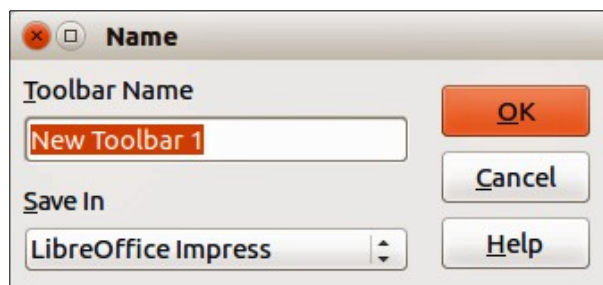 Name
Toolbar Name
New Toolbar 1
Save In
LibreOffice Impress
OK
Cancel
Help